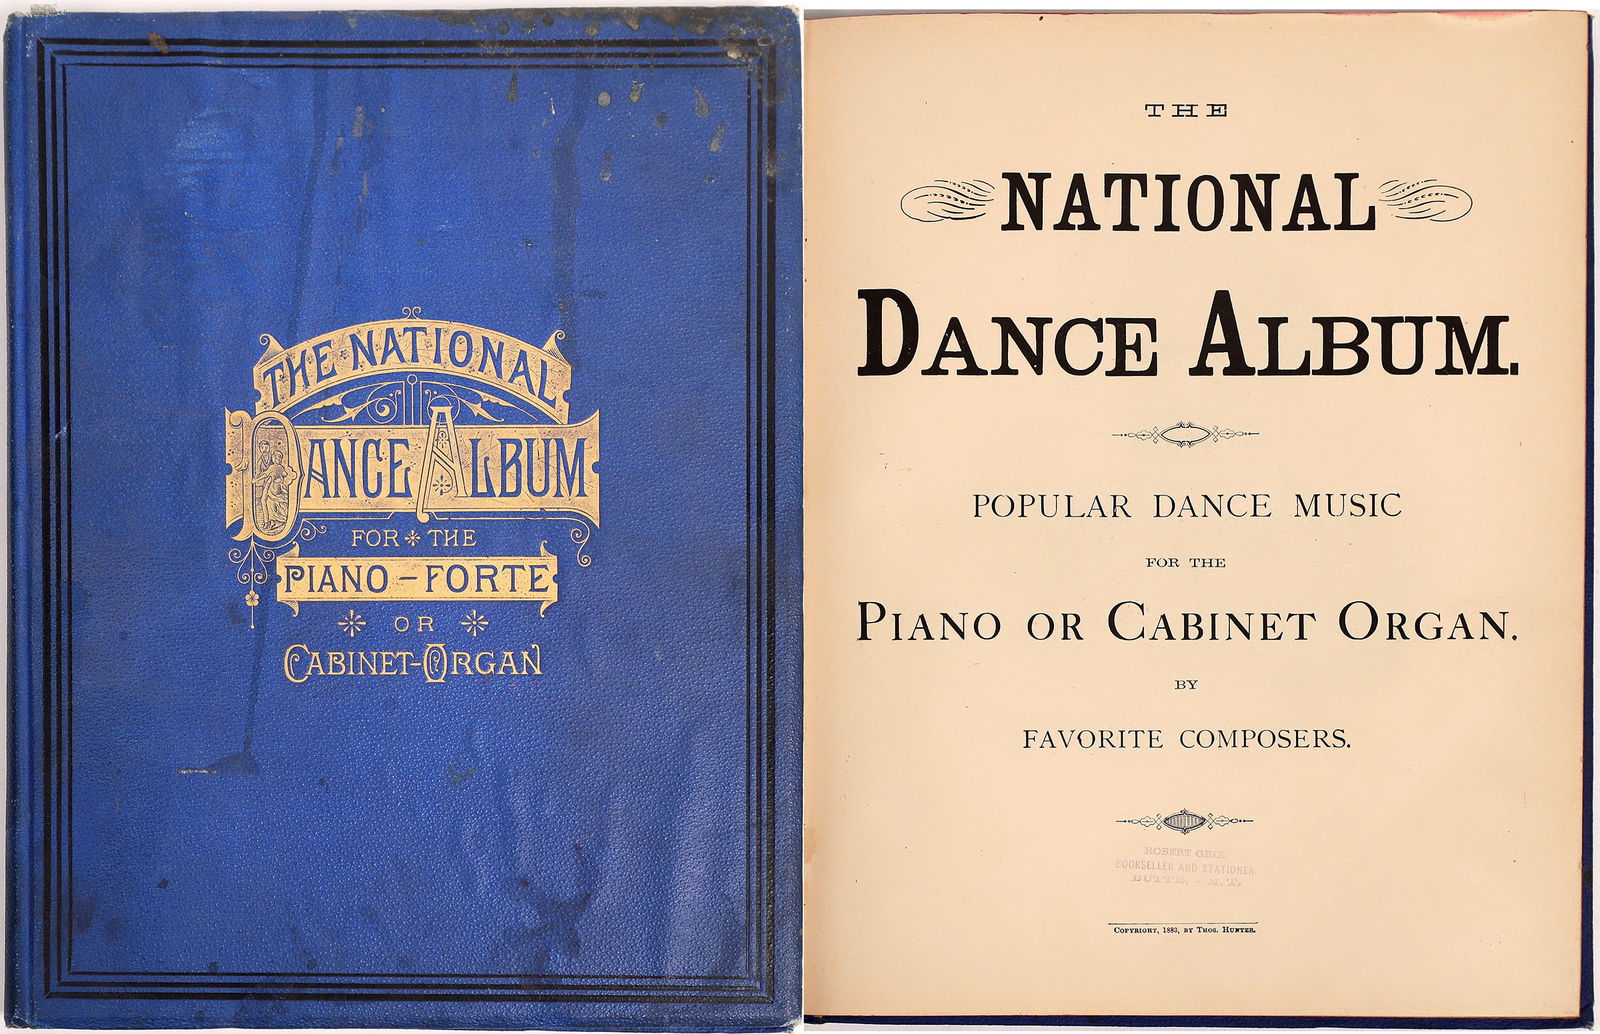 THE NATIONAL
DANCE ALBUM
FOR THE
PIANO-FORTE
OR
CABINET-ORGAN
THE
NATIONAL
DANCE ALBUM.
POPULAR DANCE MUSIC
FOR THE
PIANO OR CABINET ORGAN.
BY
FAVORITE COMPOSERS.
ROBERT GRIX,
BOOKSELLER AND STATIONER
BUTTE, - M. T.
COPYRIGHT, 1883, BY THOS. HUNTER.